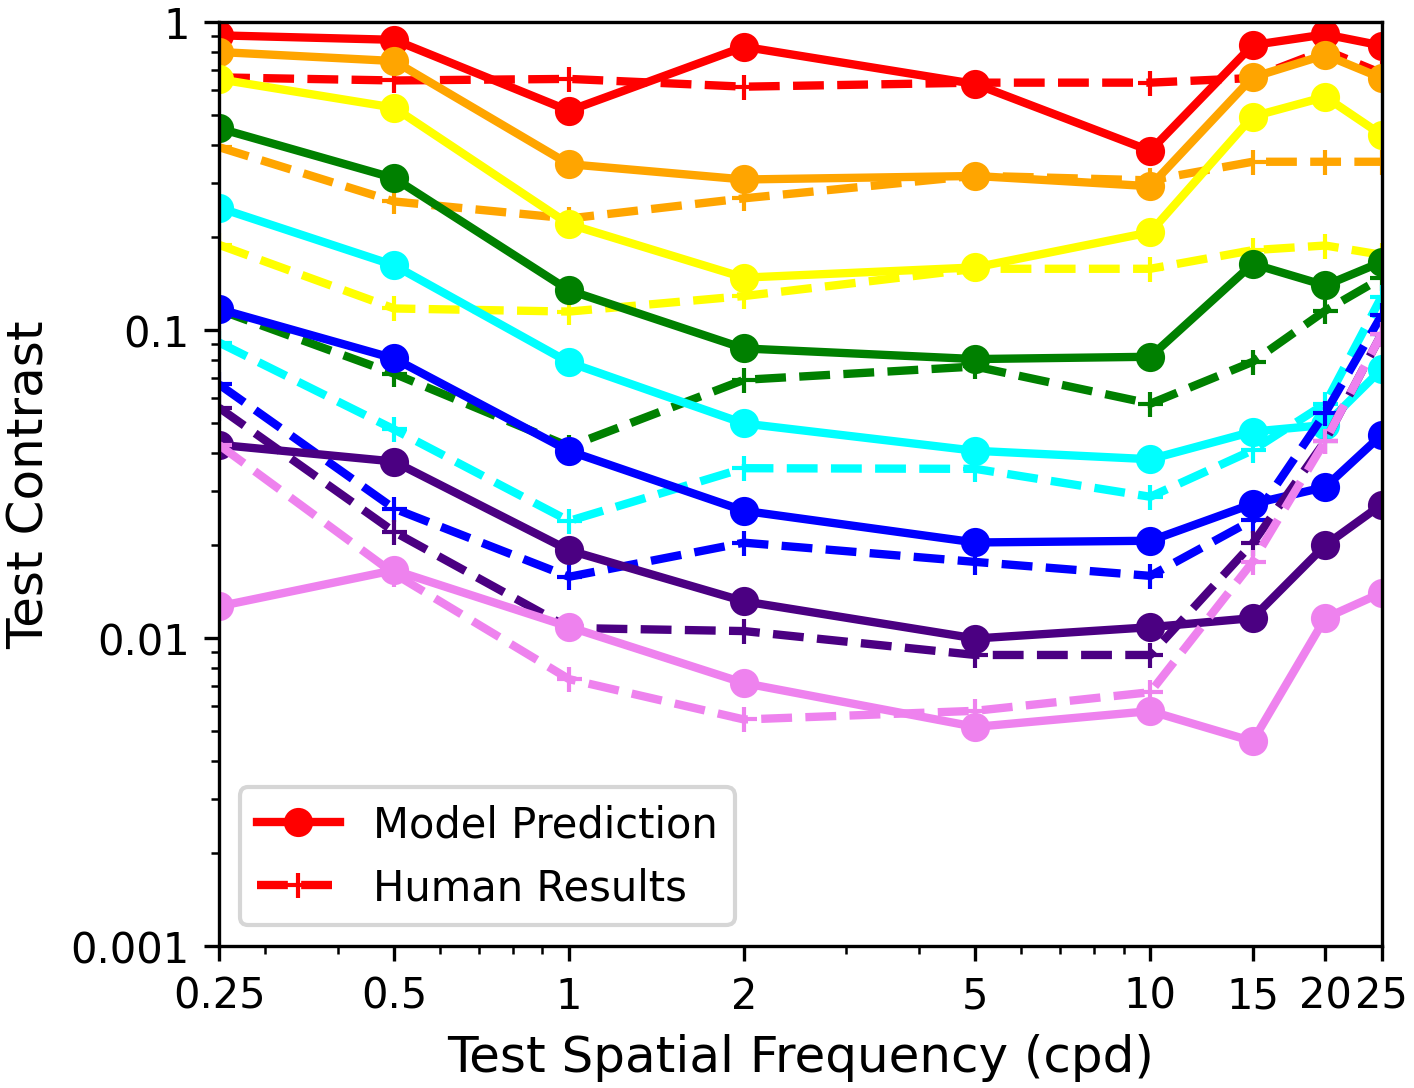 1
0.1
0.01
0.001
Test Contrast
Model Prediction
Human Results
0.25 0.5 1 2 5 10 15 20 25
Test Spatial Frequency (cpd)